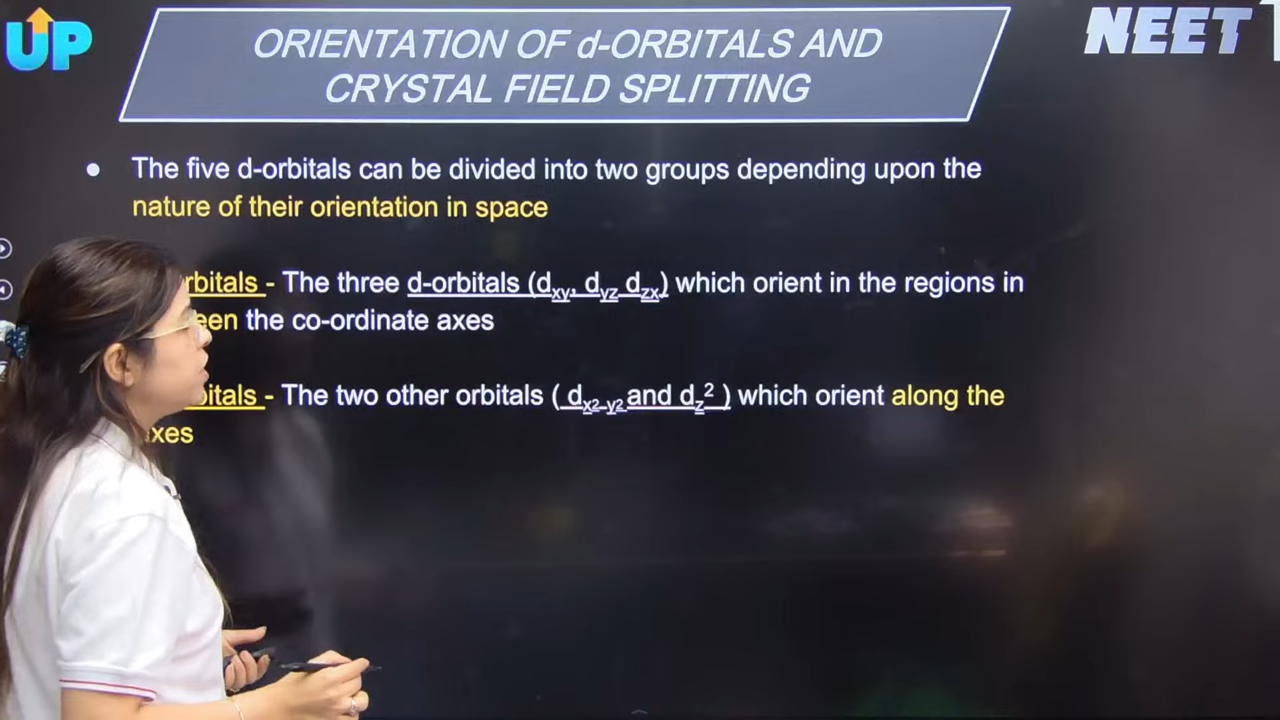 UP
NEET
ORIENTATION OF d-ORBITALS AND
CRYSTAL FIELD SPLITTING
• The five d-orbitals can be divided into two groups depending upon the
nature of their orientation in space
rbitals - The three d-orbitals (dxy, dyz dzx) which orient in the regions in
een the co-ordinate axes
bitals - The two other orbitals ( dx2-y2 and dz2 ) which orient along the
xes